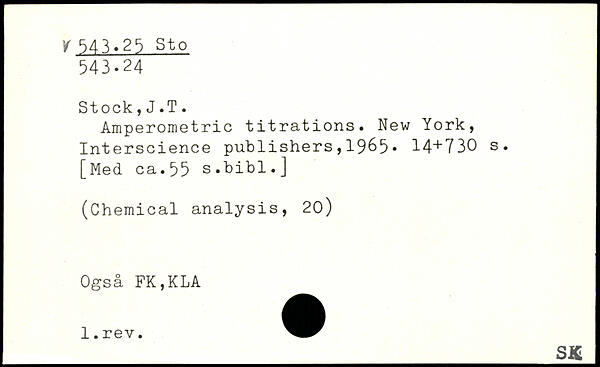 V 543.25 Sto
543.24
Stock,J.T.
Amperometric titrations. New York,
Interscience publishers,1965. 14+730 s.
[Med ca.55 s.bibl.]
(Chemical analysis, 20)
Også FK,KLA
1.rev.
SK